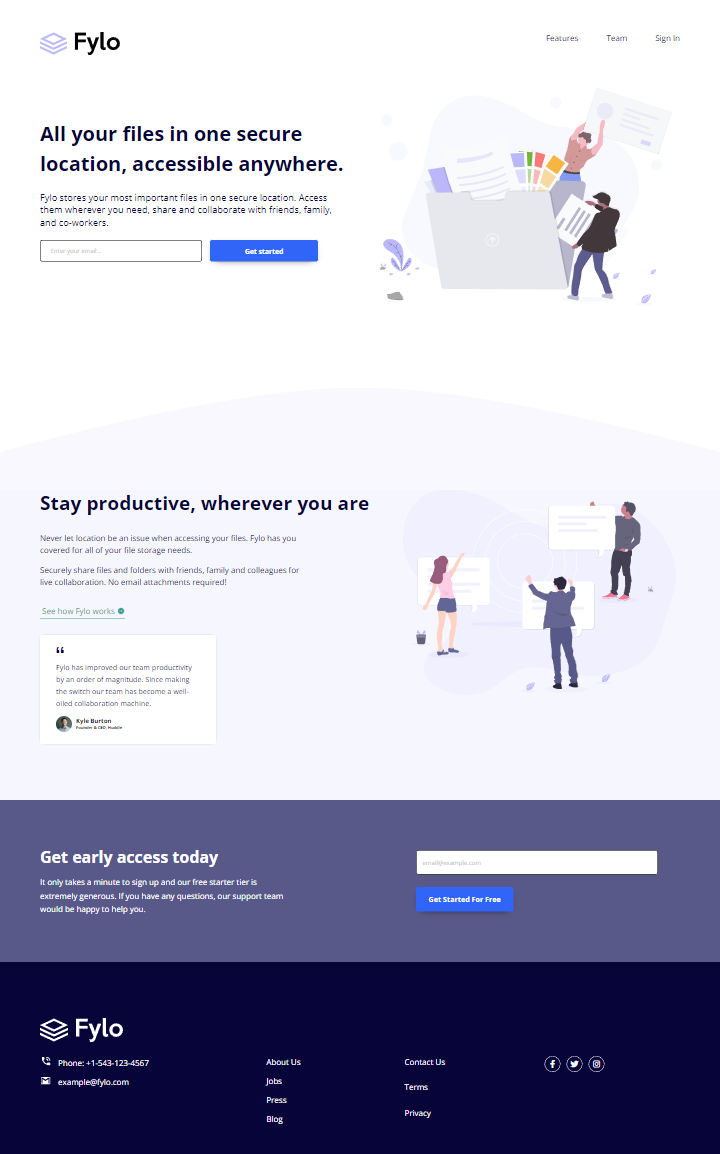 Fylo
Features Team Sign In
All your files in one secure
location, accessible anywhere.
Fylo stores your most important files in one secure location. Access
them wherever you need, share and collaborate with friends, family,
and co-workers.
Enter your email...
Get started
Stay productive, wherever you are
Never let location be an issue when accessing your files. Fylo has you
covered for all of your file storage needs.
Securely share files and folders with friends, family and colleagues for
live collaboration. No email attachments required!
See how Fylo works
“
Fylo has improved our team productivity
by an order of magnitude. Since making
the switch our team has become a well-
oiled collaboration machine.
Kyle Burton
Founder & CEO, Huddle
Get early access today
It only takes a minute to sign up and our free starter tier is
extremely generous. If you have any questions, our support team
would be happy to help you.
email@example.com
Get Started For Free
Fylo
Phone: +1-543-123-4567
example@fylo.com
About Us
Jobs
Press
Blog
Contact Us
Terms
Privacy